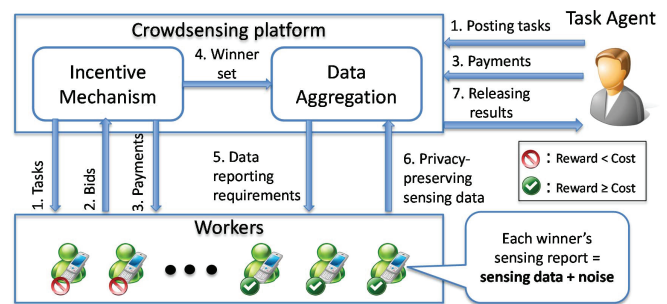 Crowdsensing platform
Task Agent
1. Posting tasks
3. Payments
7. Releasing
results
Incentive
Mechanism
4. Winner
set
Data
Aggregation
1. Tasks
2. Bids
3. Payments
5. Data
reporting
requirements
6. Privacy-
preserving
sensing data
: Reward < Cost
: Reward ≥ Cost
Workers
Each winner's
sensing report =
sensing data + noise